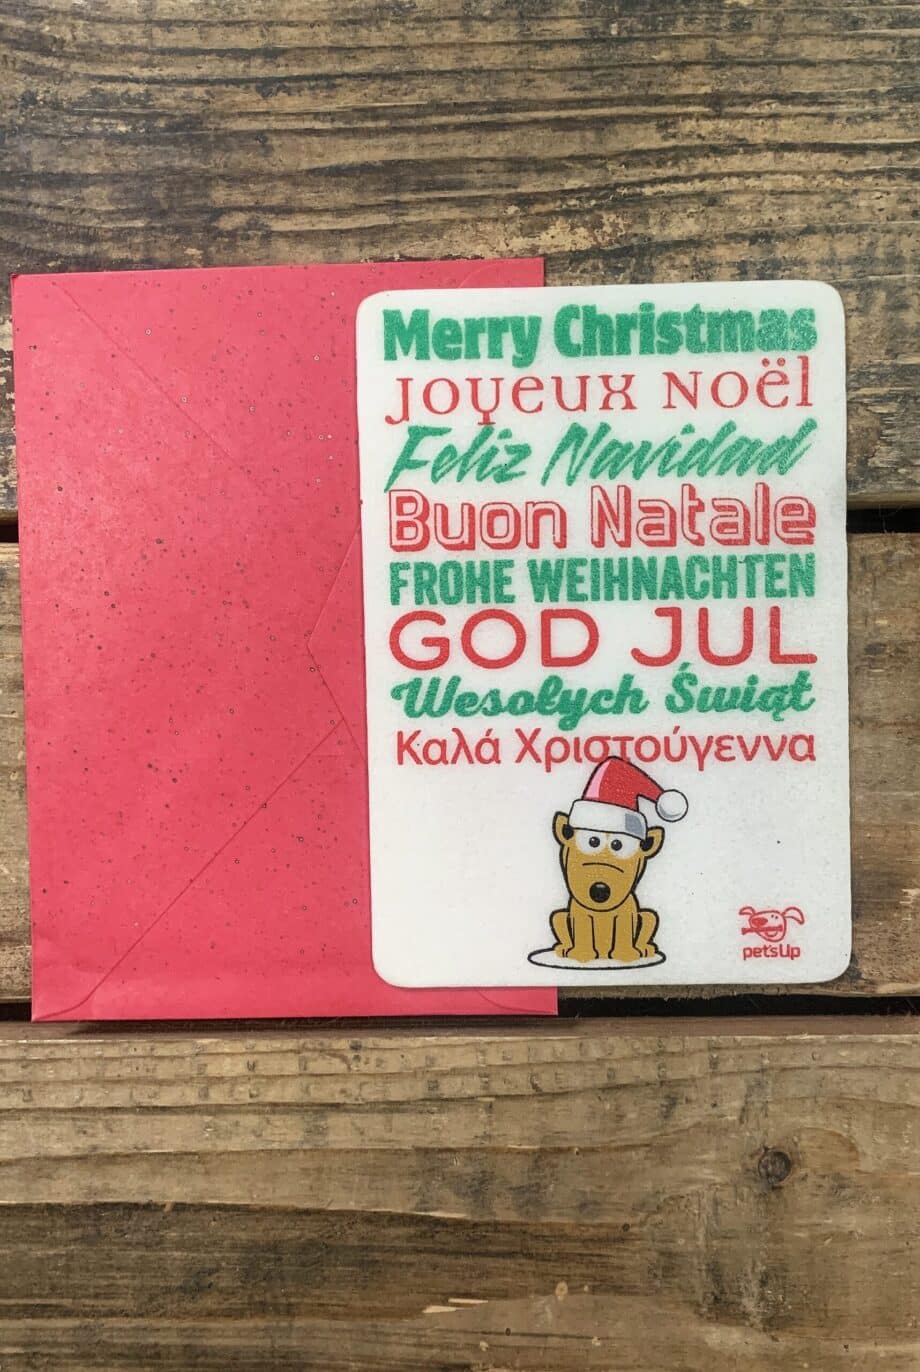 Merry Christmas
Joyeux Noël
Feliz Navidad
Buon Natale
FROHE WEIHNACHTEN
GOD JUL
Wesołych Świąt
Καλά Χριστούγεννα
pet'sUp